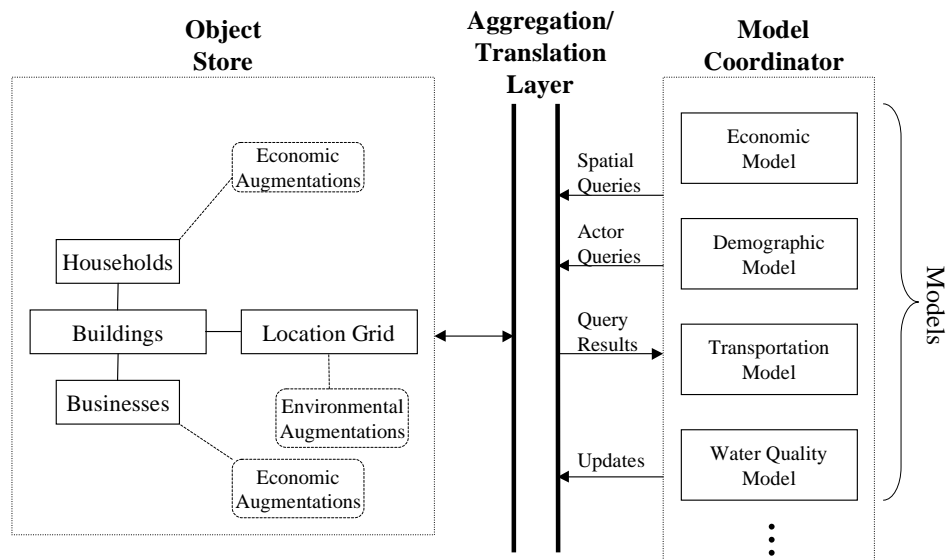 Object
Store
Aggregation/
Translation
Layer
Model
Coordinator
Economic
Augmentations
Households
Buildings
Location Grid
Businesses
Environmental
Augmentations
Economic
Augmentations
Spatial
Queries
Actor
Queries
Query
Results
Updates
Economic
Model
Demographic
Model
Transportation
Model
Water Quality
Model
Models